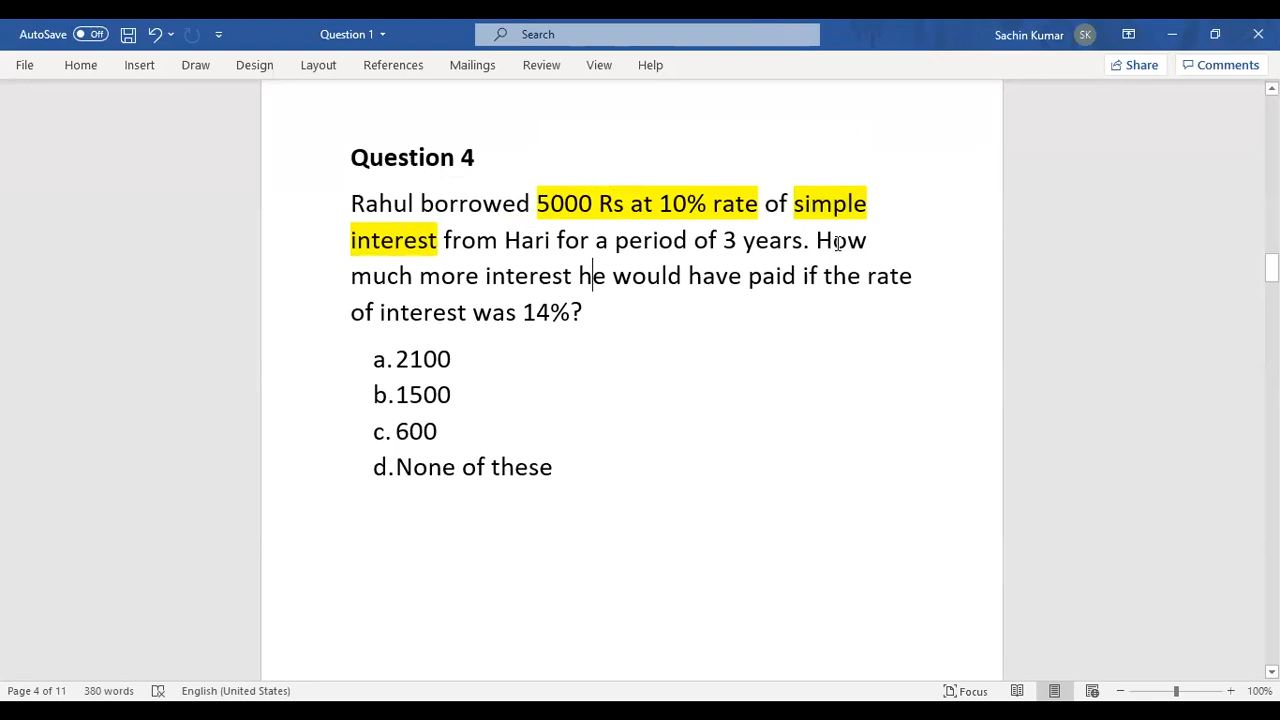 AutoSave Off Question 1 Search Sachin Kumar SK
File Home Insert Draw Design Layout References Mailings Review View Help Share Comments
Question 4
Rahul borrowed 5000 Rs at 10% rate of simple
interest from Hari for a period of 3 years. How
much more interest he would have paid if the rate
of interest was 14%?
a. 2100
b. 1500
c. 600
d. None of these
Page 4 of 11 380 words English (United States) Focus 100%